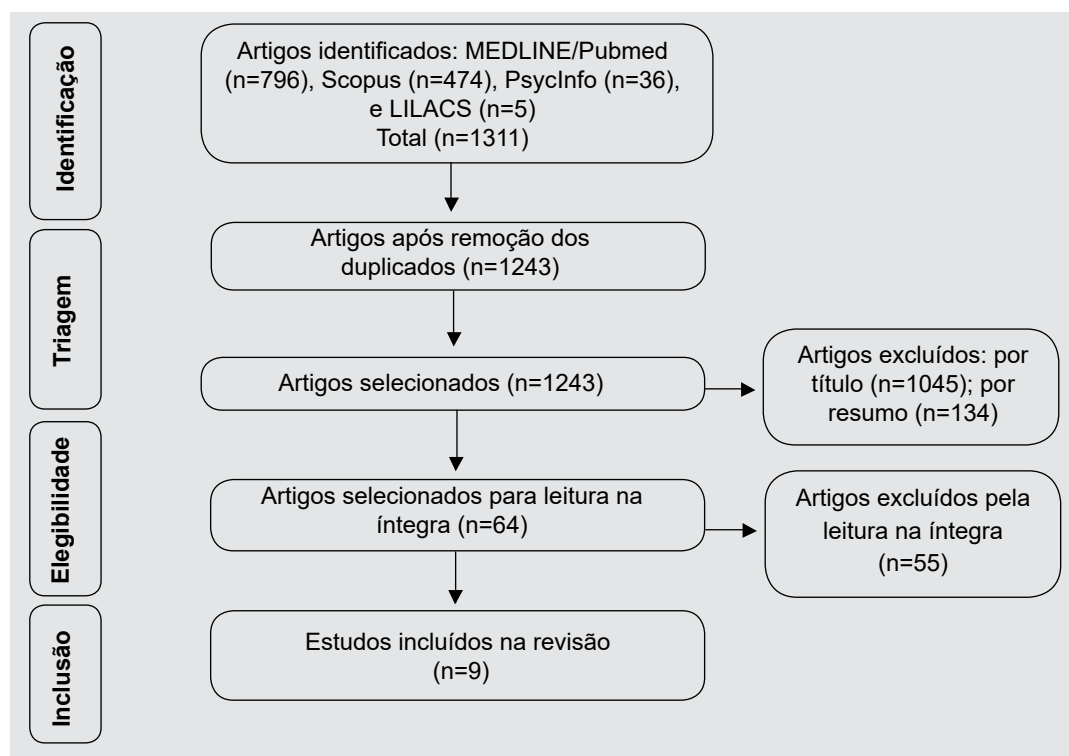 Identificação
Artigos identificados: MEDLINE/Pubmed
(n=796), Scopus (n=474), PsycInfo (n=36),
e LILACS (n=5)
Total (n=1311)
Triagem
Artigos após remoção dos
duplicados (n=1243)
Artigos selecionados (n=1243)
Artigos excluídos: por
título (n=1045); por
resumo (n=134)
Elegibilidade
Artigos selecionados para leitura na
íntegra (n=64)
Artigos excluídos pela
leitura na íntegra
(n=55)
Inclusão
Estudos incluídos na revisão
(n=9)